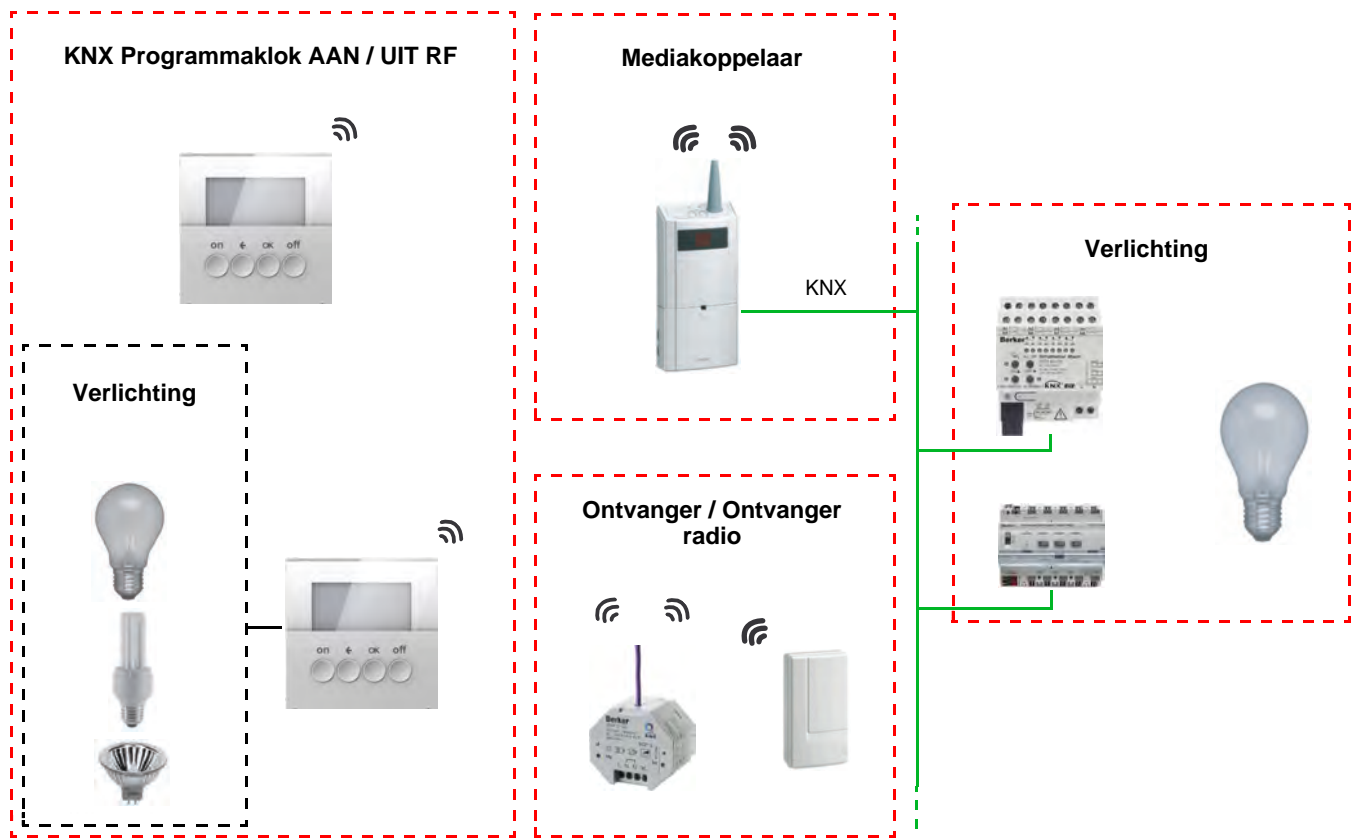 KNX Programmaklok AAN / UIT RF
on ← OK off
Verlichting
on ← OK off
Mediakoppelaar
KNX
Ontvanger / Ontvanger
radio
Berker
Verlichting
Berker
KNX